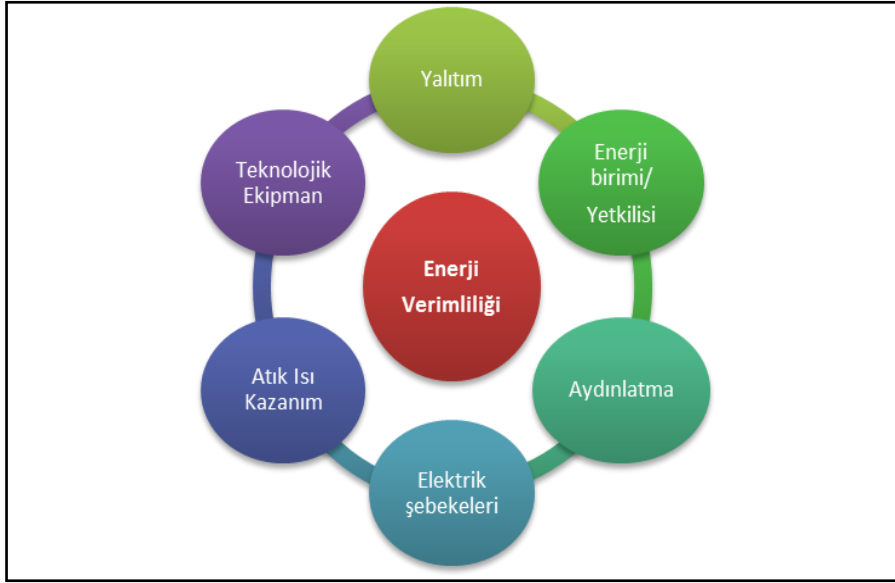 Yalıtım
Enerji
birimi/
Yetkilisi
Aydınlatma
Elektrik
şebekeleri
Atık Isı
Kazanım
Teknolojik
Ekipman
Enerji
Verimliliği